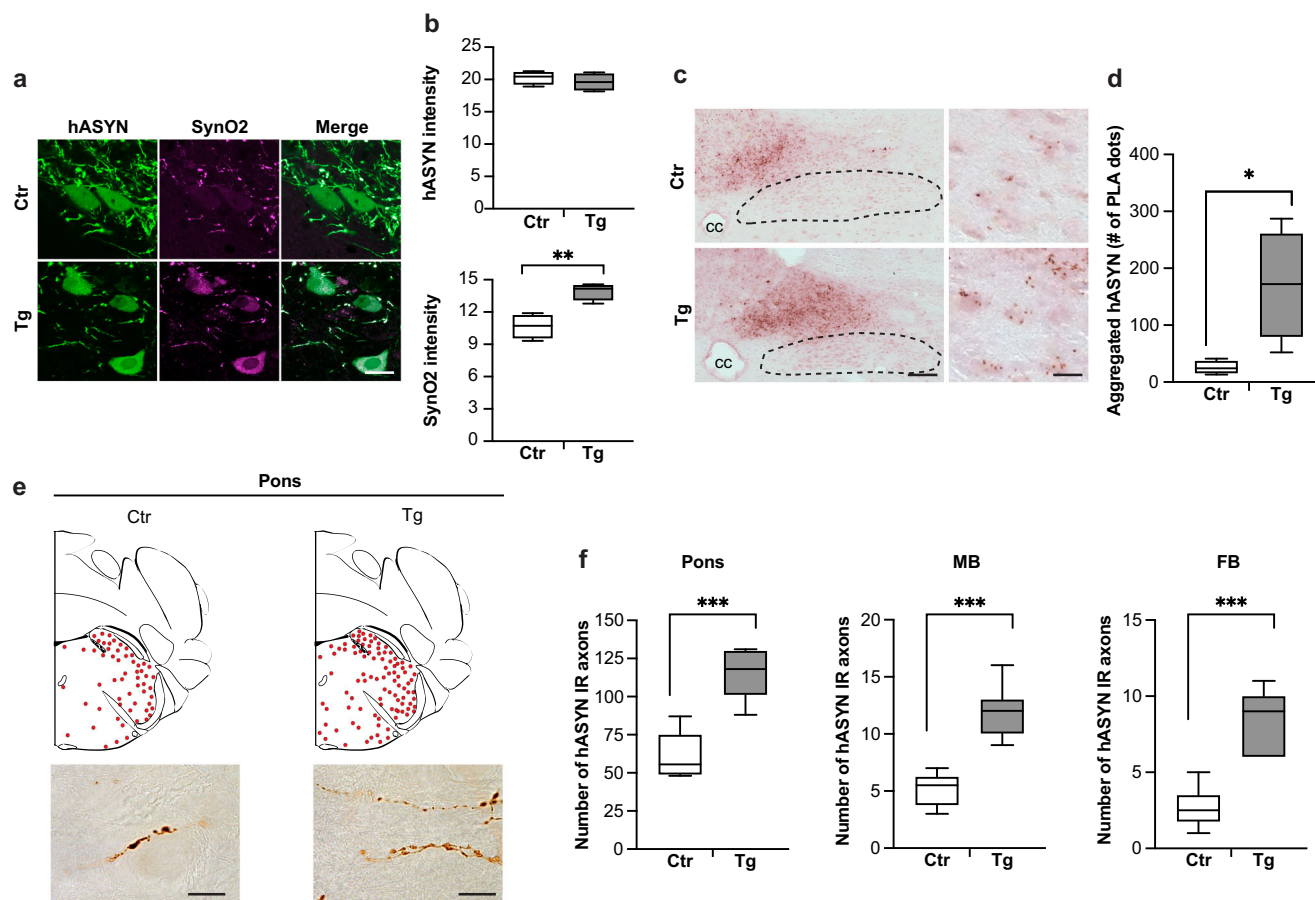 a
hASYN SynO2 Merge
Ctr
Tg
b
hASYN intensity
25
20
15
10
5
0
Ctr Tg
SynO2 intensity
**
15
12
9
6
3
0
Ctr Tg
c
Ctr
CC
Tg
CC
d
Aggregated hASYN (# of PLA dots)
*
400
300
200
100
0
Ctr Tg
e
Pons
Ctr Tg
f
Pons
Number of hASYN IR axons
***
150
125
100
75
50
25
0
Ctr Tg
MB
Number of hASYN IR axons
***
20
15
10
5
0
Ctr Tg
FB
Number of hASYN IR axons
***
15
10
5
0
Ctr Tg